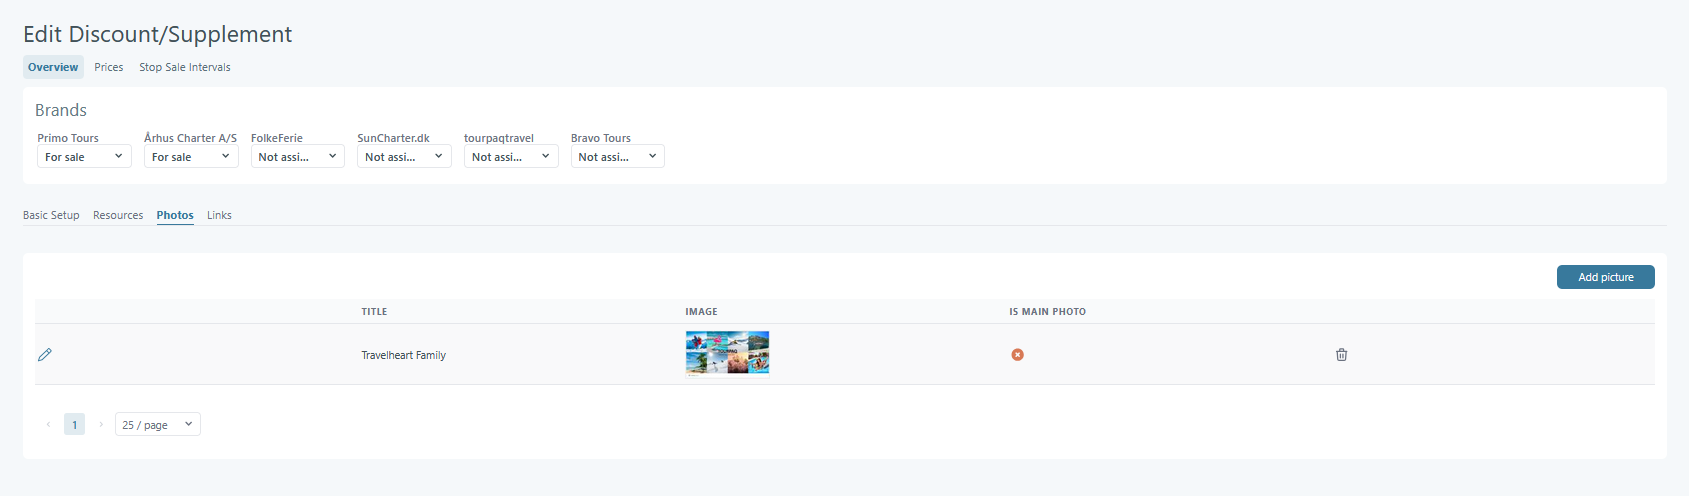 Edit Discount/Supplement
Overview Prices Stop Sale Intervals
Brands
Primo Tours Århus Charter A/S FolkeFerie SunCharter.dk tourpaqtravel Bravo Tours
For sale For sale Not assi... Not assi... Not assi... Not assi...
Basic Setup Resources Photos Links
Add picture
TITLE IMAGE IS MAIN PHOTO
Travelheart Family
1 25 / page